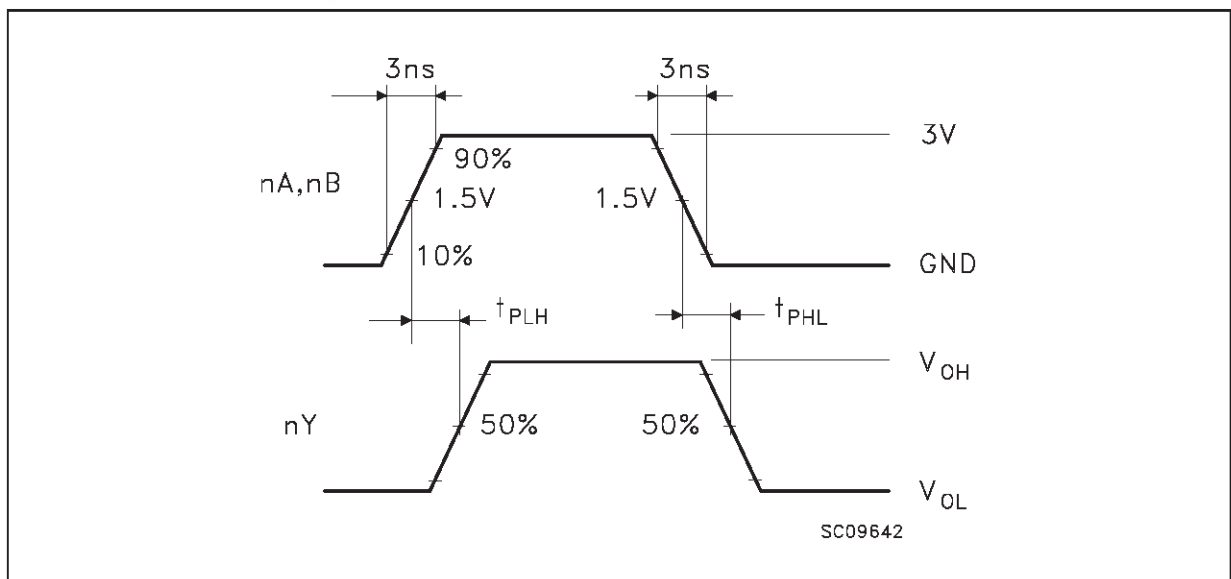 3ns 3ns
3V
90%
nA,nB 1.5V 1.5V
10% GND
tPLH tPHL
VOH
nY 50% 50%
VOL
SC09642